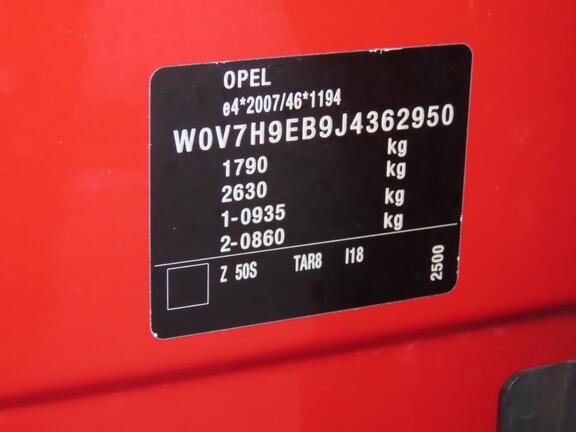 OPEL
e4*2007/46*1194
W0V7H9EB9J4362950
1790 kg
2630 kg
1-0935 kg
2-0860 kg
Z 50S TAR8 I18 2500